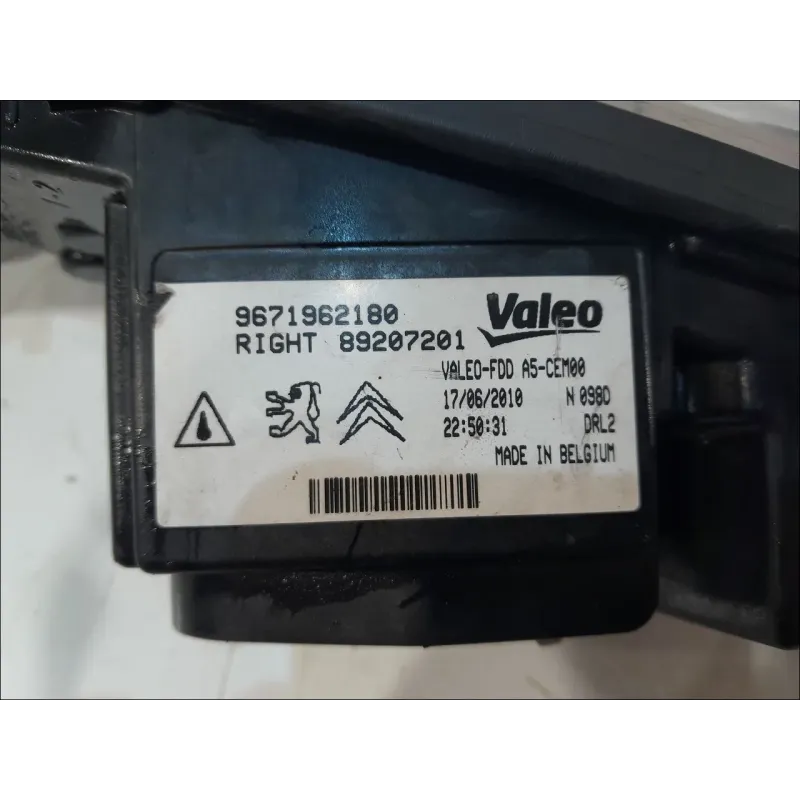 9671962180
RIGHT 89207201
Valeo
VALEO-FDD A5-CEM00
17/06/2010 N 098D
22:50:31 DRL2
MADE IN BELGIUM